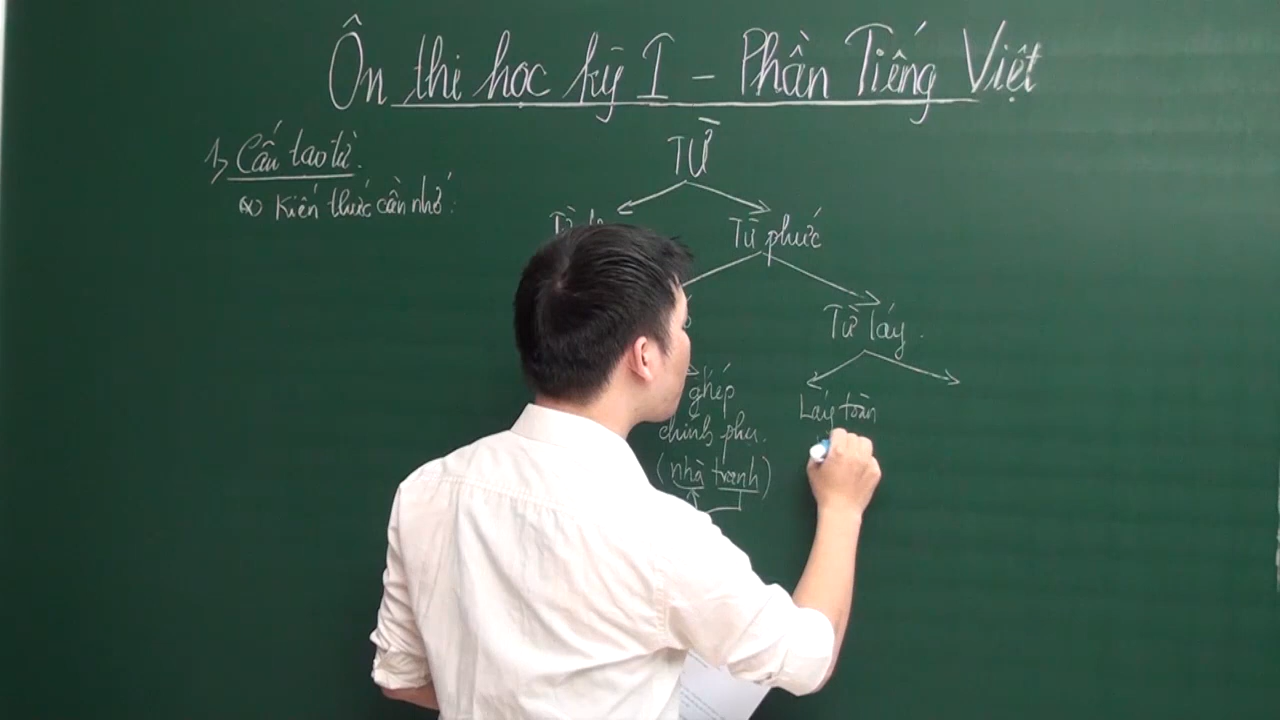 Ôn thi học kỳ I - Phần Tiếng Việt
1, Cấu tạo từ.
Kiến thức cần nhớ:
TỪ
Từ
Từ phức
Từ láy.
ghép
chính phụ.
(nhà tranh)
Láy toàn